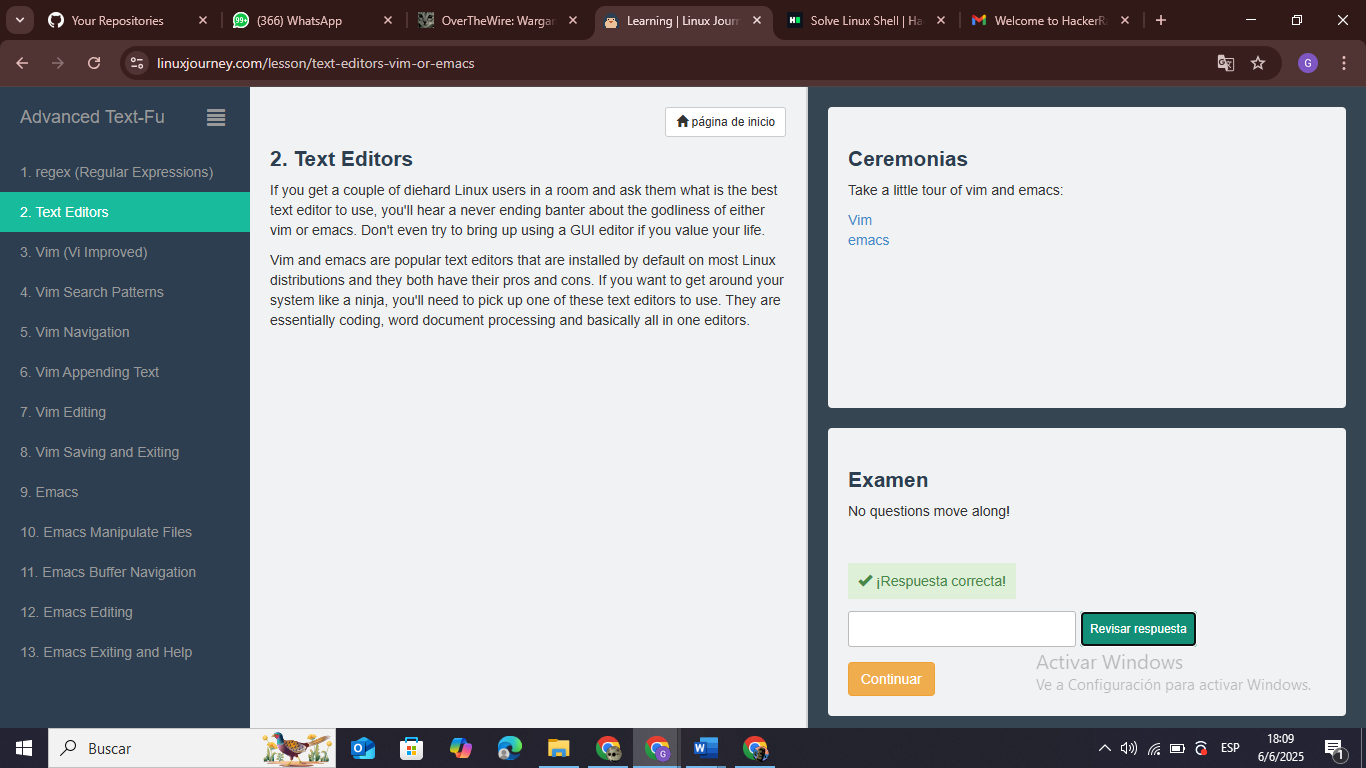 Your Repositories
(366) WhatsApp
OverTheWire: Wargam
Learning | Linux Journ
Solve Linux Shell | Ha
Welcome to HackerRa
linuxjourney.com/lesson/text-editors-vim-or-emacs
G
Advanced Text-Fu
1. regex (Regular Expressions)
2. Text Editors
3. Vim (Vi Improved)
4. Vim Search Patterns
5. Vim Navigation
6. Vim Appending Text
7. Vim Editing
8. Vim Saving and Exiting
9. Emacs
10. Emacs Manipulate Files
11. Emacs Buffer Navigation
12. Emacs Editing
13. Emacs Exiting and Help
página de inicio
2. Text Editors
If you get a couple of diehard Linux users in a room and ask them what is the best
text editor to use, you'll hear a never ending banter about the godliness of either
vim or emacs. Don't even try to bring up using a GUI editor if you value your life.
Vim and emacs are popular text editors that are installed by default on most Linux
distributions and they both have their pros and cons. If you want to get around your
system like a ninja, you'll need to pick up one of these text editors to use. They are
essentially coding, word document processing and basically all in one editors.
Ceremonias
Take a little tour of vim and emacs:
Vim
emacs
Examen
No questions move along!
¡Respuesta correcta!
Revisar respuesta
Continuar
Activar Windows
Ve a Configuración para activar Windows.
Buscar
ESP
18:09
6/6/2025
1